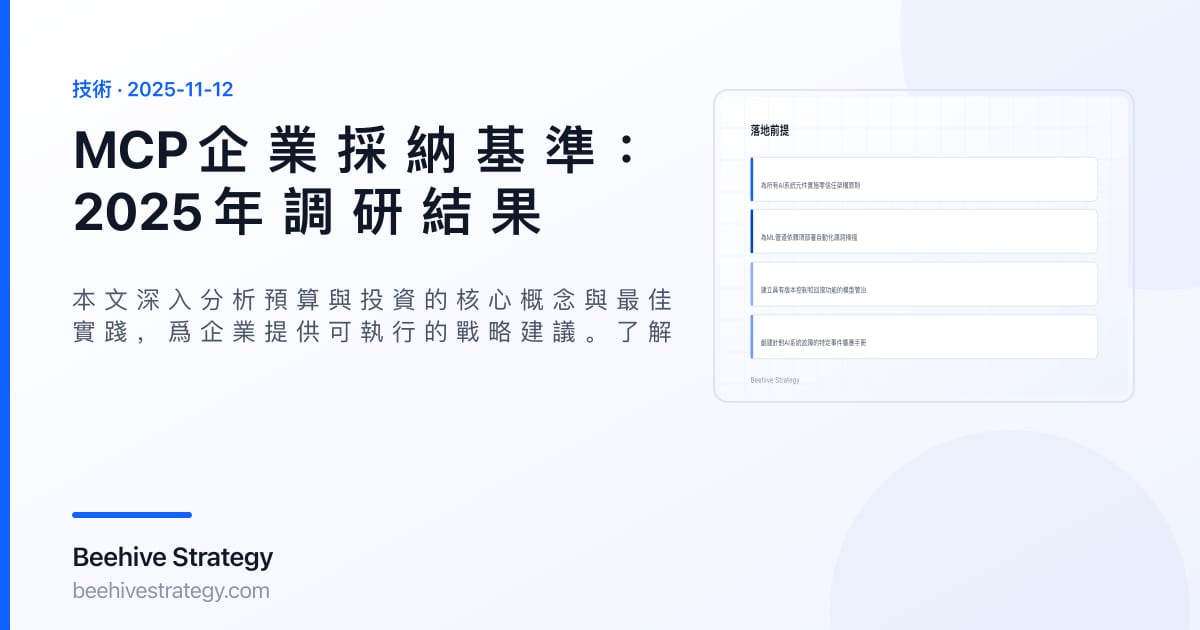 技術 · 2025-11-12
MCP企業採納基準：
2025年調研結果
本文深入分析預算與投資的核心概念與最佳
實踐，爲企業提供可執行的戰略建議。了解
落地前提
為所有AI系統元件實施零信任架構原則
為ML管道依賴項部署自動化漏洞掃描
建立具有版本控制和回滾功能的模型管治
創建針對AI系統故障的特定事件響應手冊
Beehive Strategy
Beehive Strategy
beehivestrategy.com